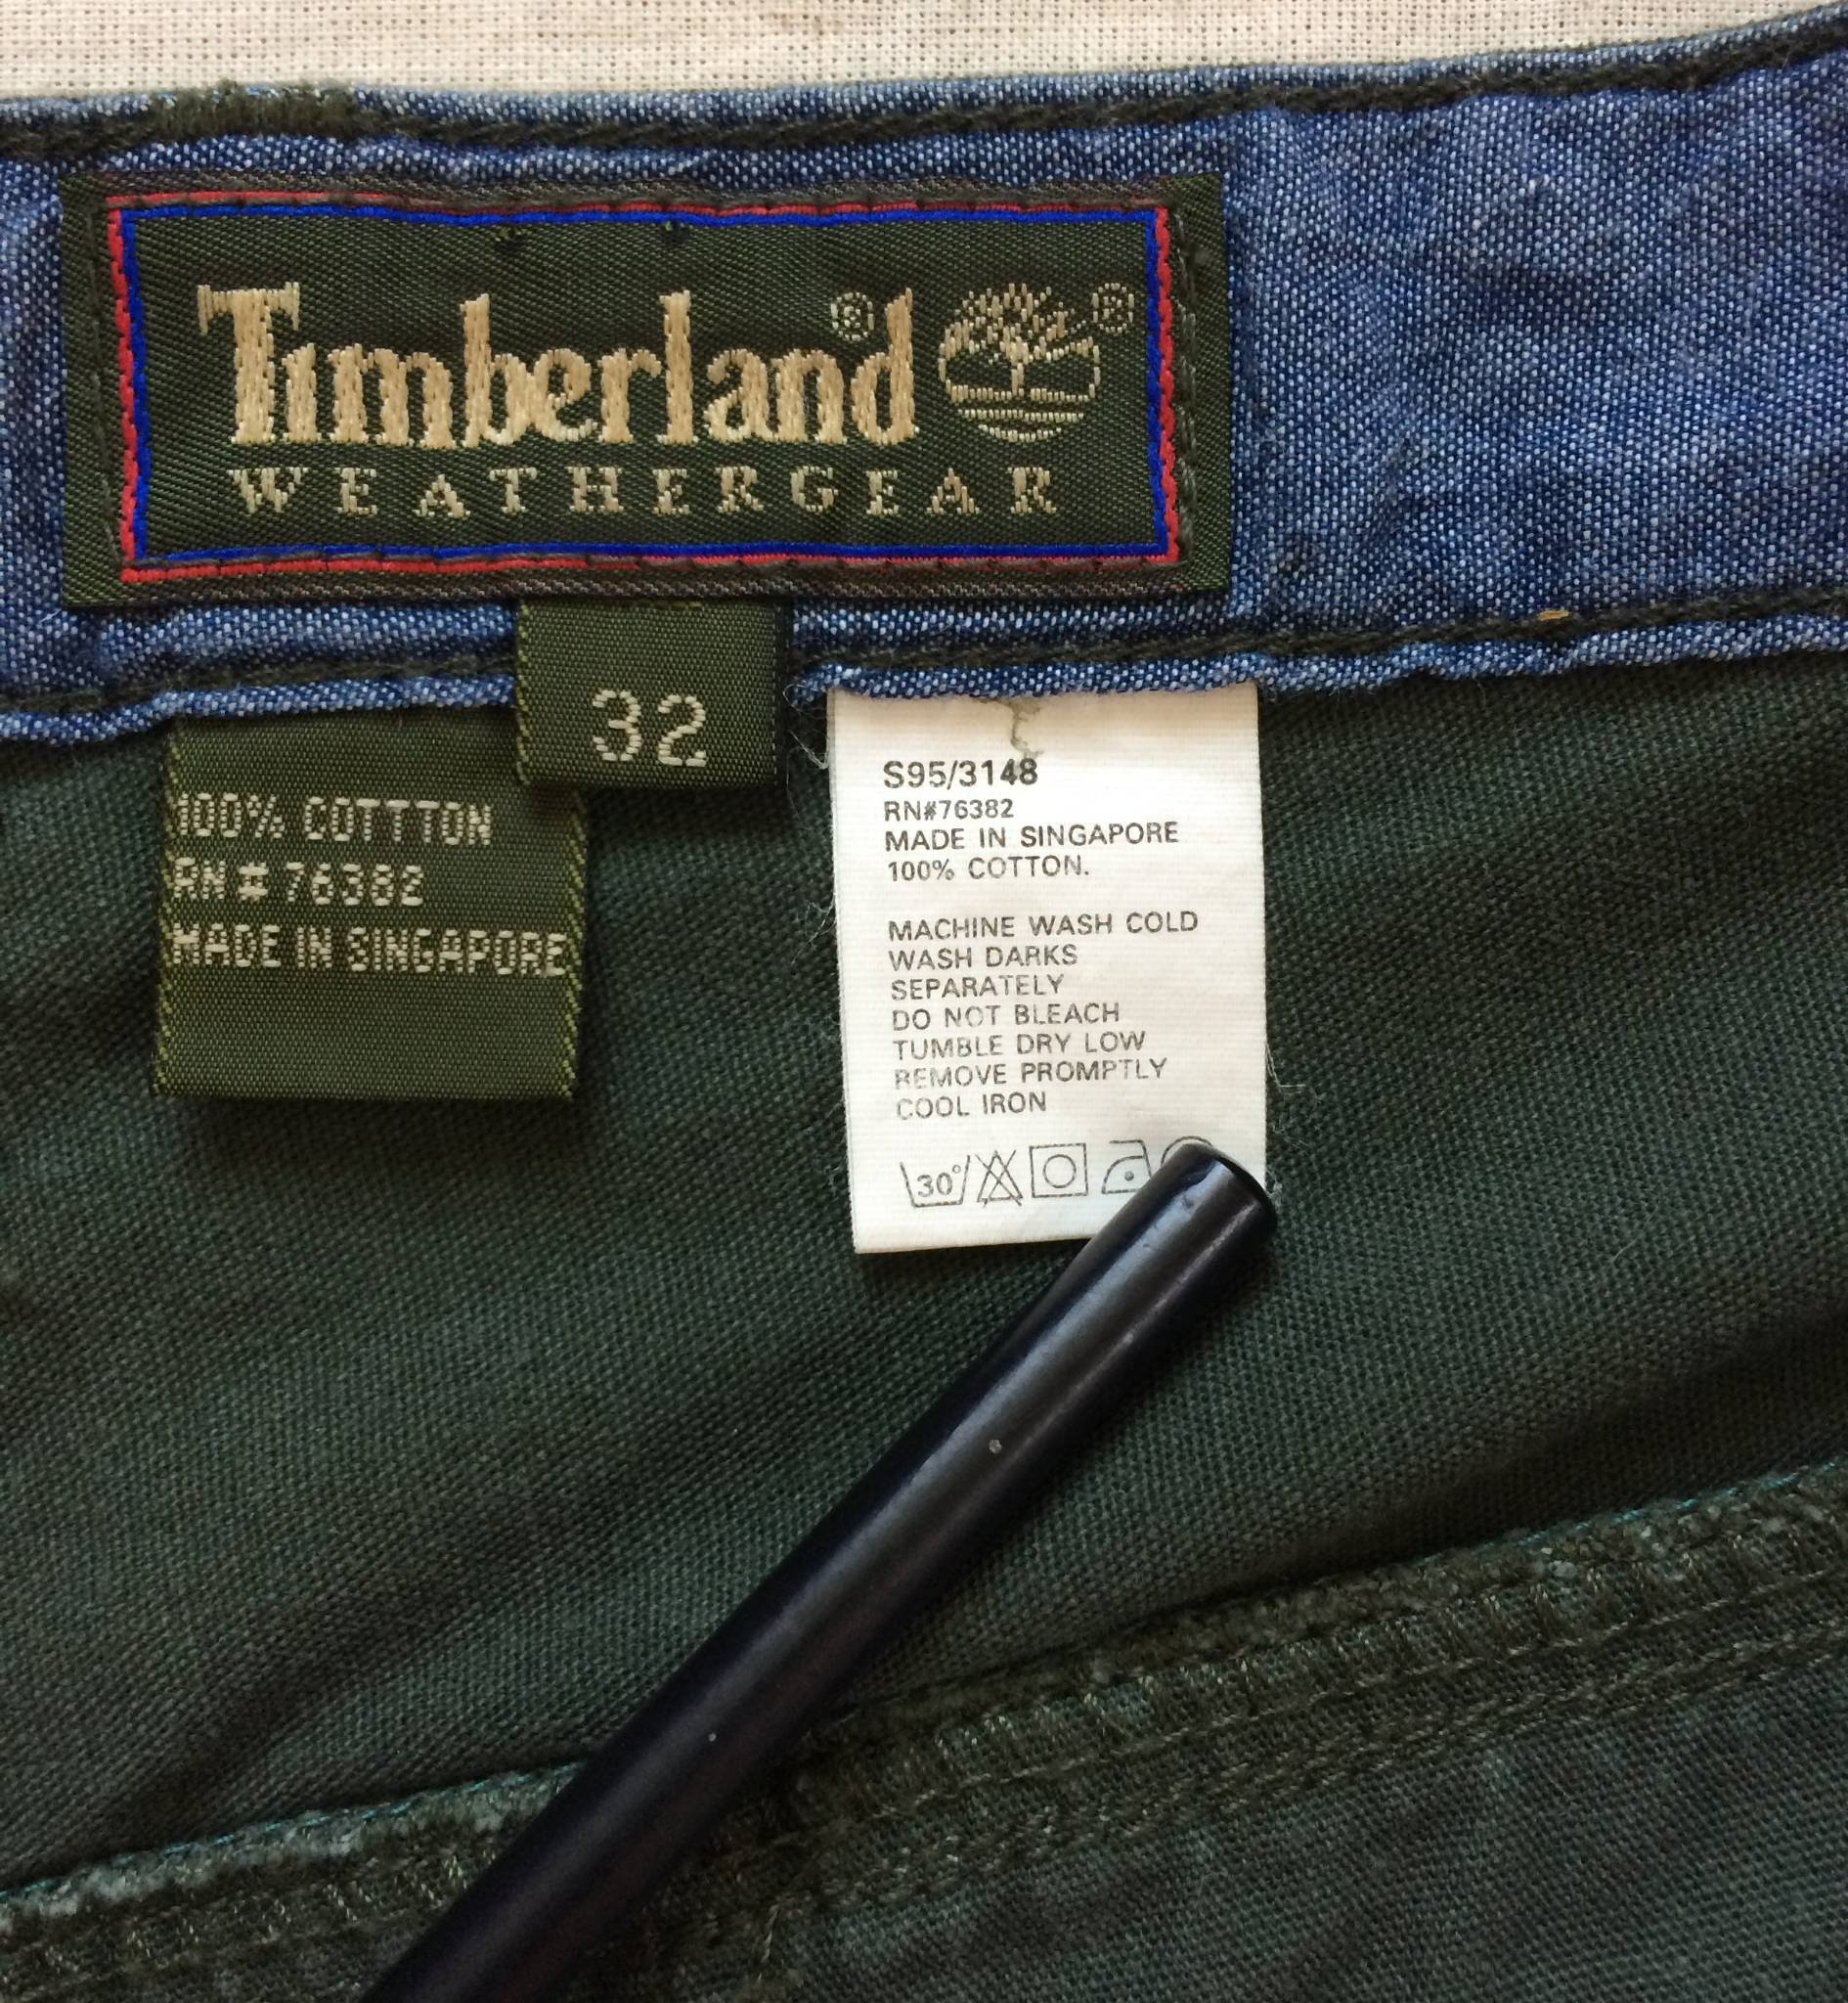 Timberland® ®
WEATHERGEAR
32
100% COTTTON
RN # 76382
MADE IN SINGAPORE
S95/3148
RN#76382
MADE IN SINGAPORE
100% COTTON.
MACHINE WASH COLD
WASH DARKS
SEPARATELY
DO NOT BLEACH
TUMBLE DRY LOW
REMOVE PROMPTLY
COOL IRON
30°